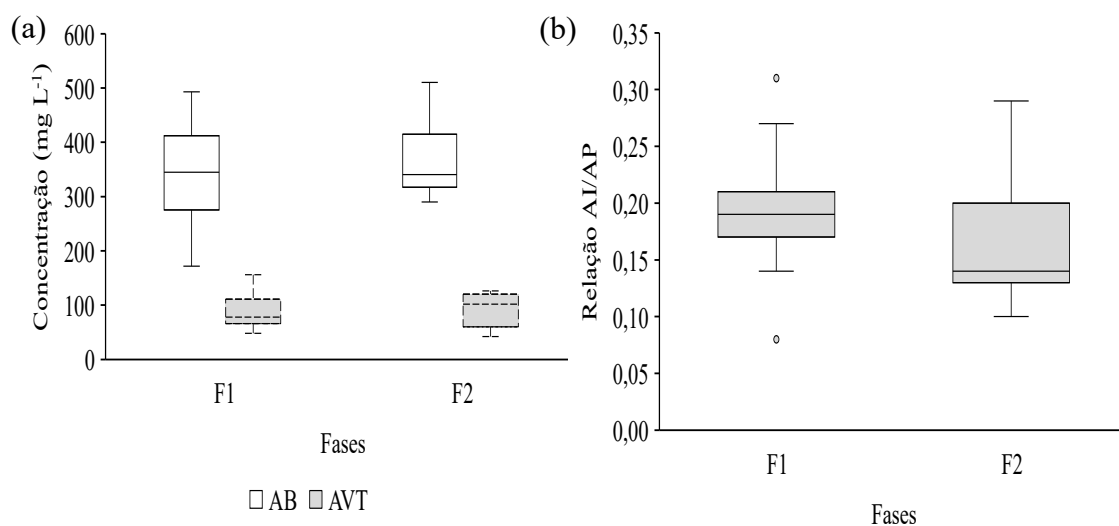 (a)
Concentração (mg L⁻¹)
600
500
400
300
200
100
0
F1
F2
Fases
AB
AVT
(b)
Relação AI/AP
0,35
0,30
0,25
0,20
0,15
0,10
0,05
0,00
F1
F2
Fases